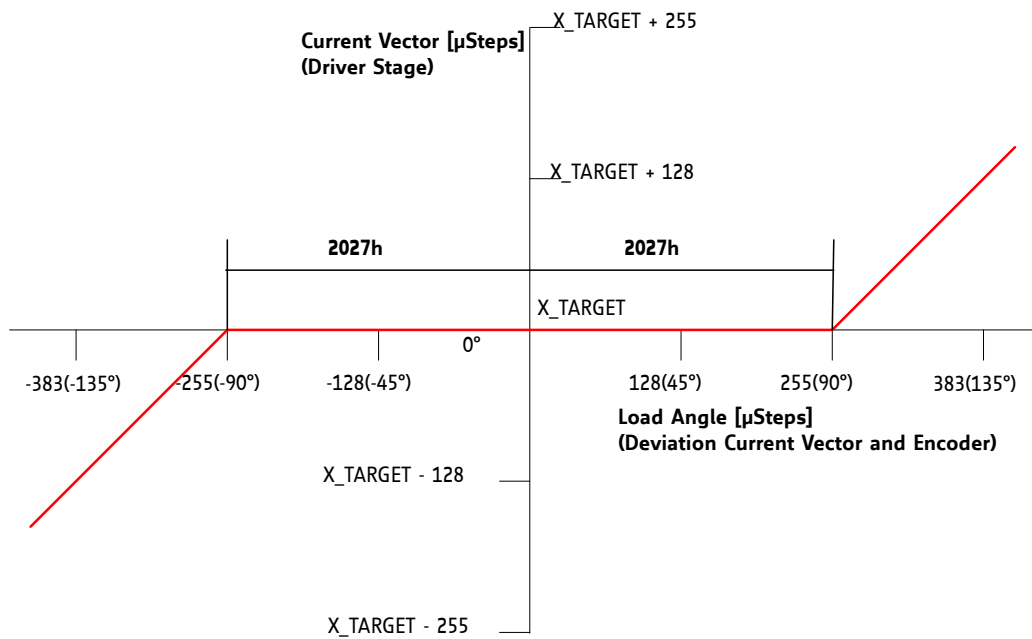 X_TARGET + 255
Current Vector [µSteps]
(Driver Stage)
X_TARGET + 128
2027h
2027h
X_TARGET
0°
-383(-135°)
-255(-90°)
-128(-45°)
128(45°)
255(90°)
383(135°)
Load Angle [µSteps]
(Deviation Current Vector and Encoder)
X_TARGET - 128
X_TARGET - 255